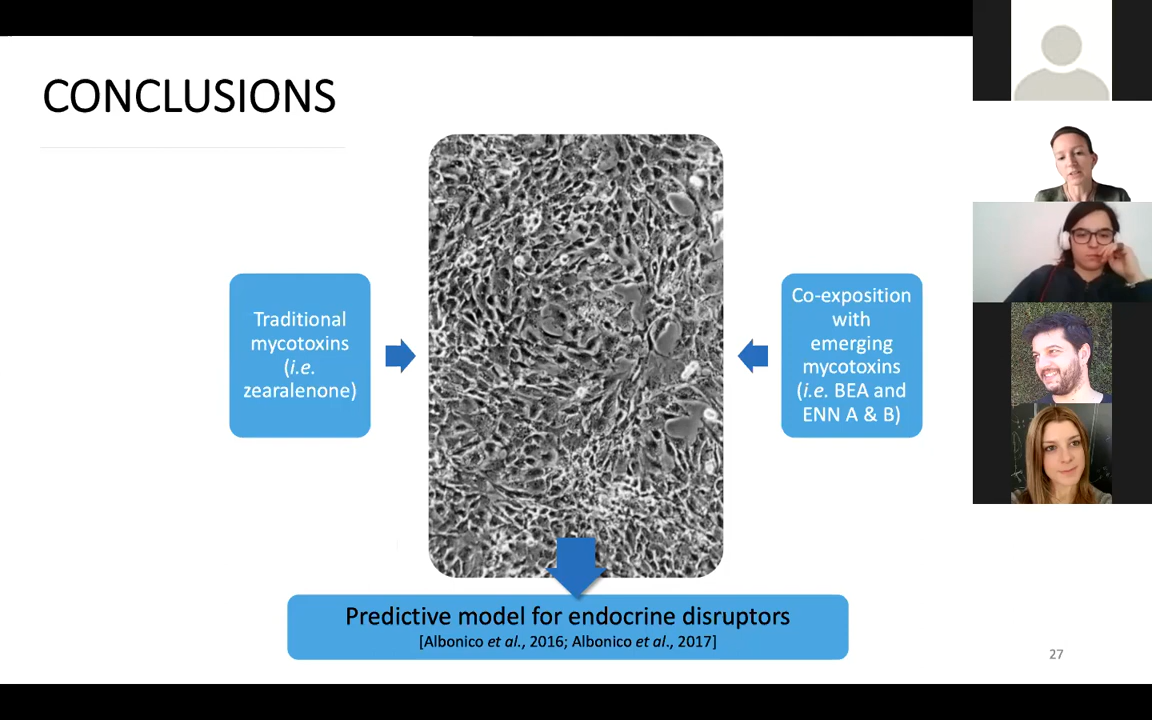 CONCLUSIONS
Traditional
mycotoxins
(i.e.
zearalenone)
Co-exposition
with
emerging
mycotoxins
(i.e. BEA and
ENN A & B)
Predictive model for endocrine disruptors
[Albonico et al., 2016; Albonico et al., 2017]
27